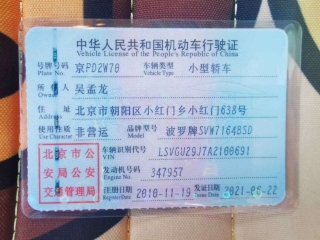 中华人民共和国机动车行驶证
Vehicle License of the People's Republic of China
号牌号码 京PD2W70 车辆类型 小型轿车
Plate No. Vehicle Type
所有人 吴孟龙
住址 北京市朝阳区小红门乡小红门638号
使用性质 非营运 品牌型号 波罗牌SVW7164BSD
Use Character Model
北京市公安局公安交通管理局
车辆识别代号 LSVGU29J7A2100691
VIN
发动机号码 347957
Engine No.
注册日期 2010-11-19 发证日期 2021-06-22
Register Date Issue Date